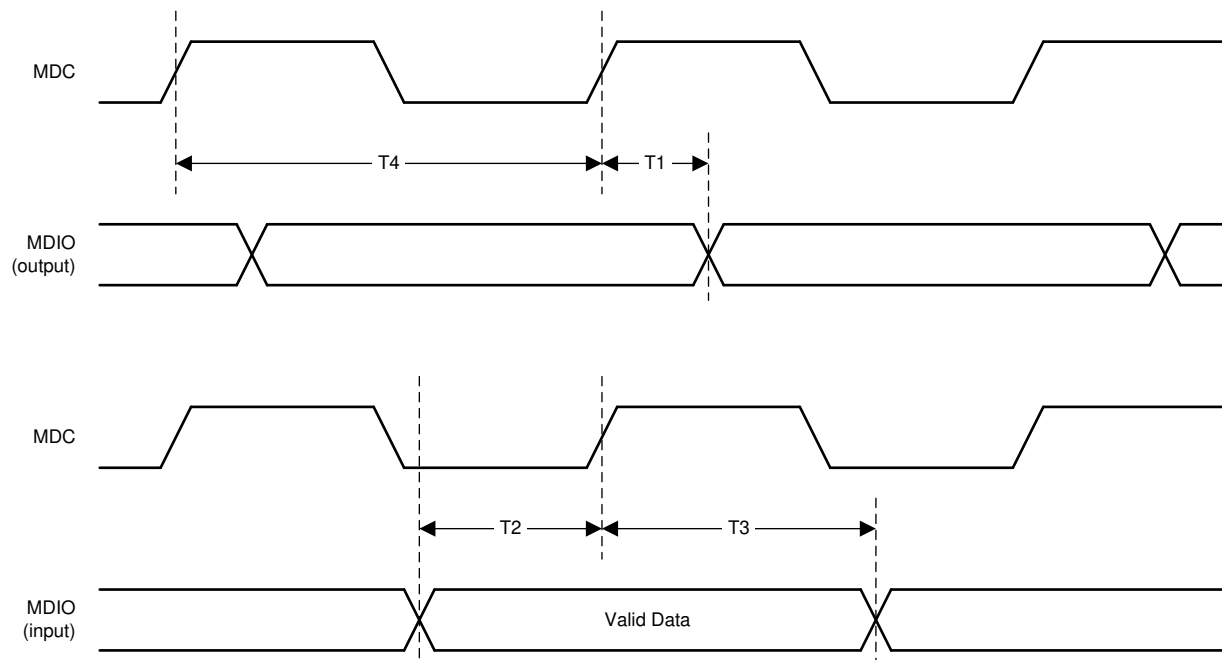 MDC
T4
T1
MDIO
(output)
MDC
T2
T3
MDIO
(input)
Valid Data